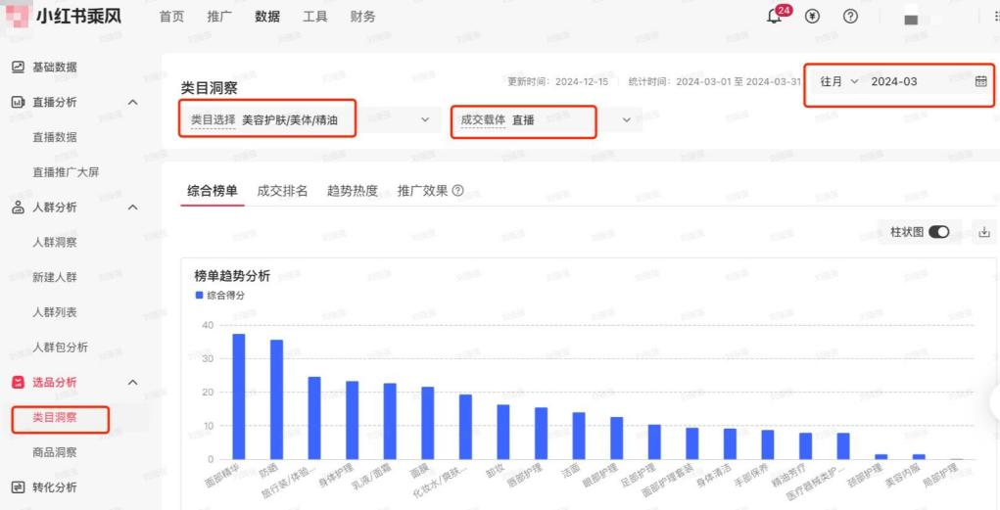 小红书乘风
首页 推广 数据 工具 财务
24
基础数据
直播分析
直播数据
直播推广大屏
人群分析
人群洞察
新建人群
人群列表
人群包分析
选品分析
类目洞察
商品洞察
转化分析
类目洞察
更新时间：2024-12-15 统计时间：2024-03-01 至 2024-03-31
往月 2024-03
类目选择 美容护肤/美体/精油
成交载体 直播
综合榜单 成交排名 趋势热度 推广效果
柱状图
榜单趋势分析
综合得分
40
30
20
10
0
面部精华
防晒
旅行装/体验...
身体护理
乳液/面霜
面膜
化妆水/爽肤...
卸妆
唇部护理
洁面
眼部护理
足部护理
面部护理套装
身体清洁
手部保养
精油芳疗
医疗器械类护...
颈部护理
美容内服
局部护理